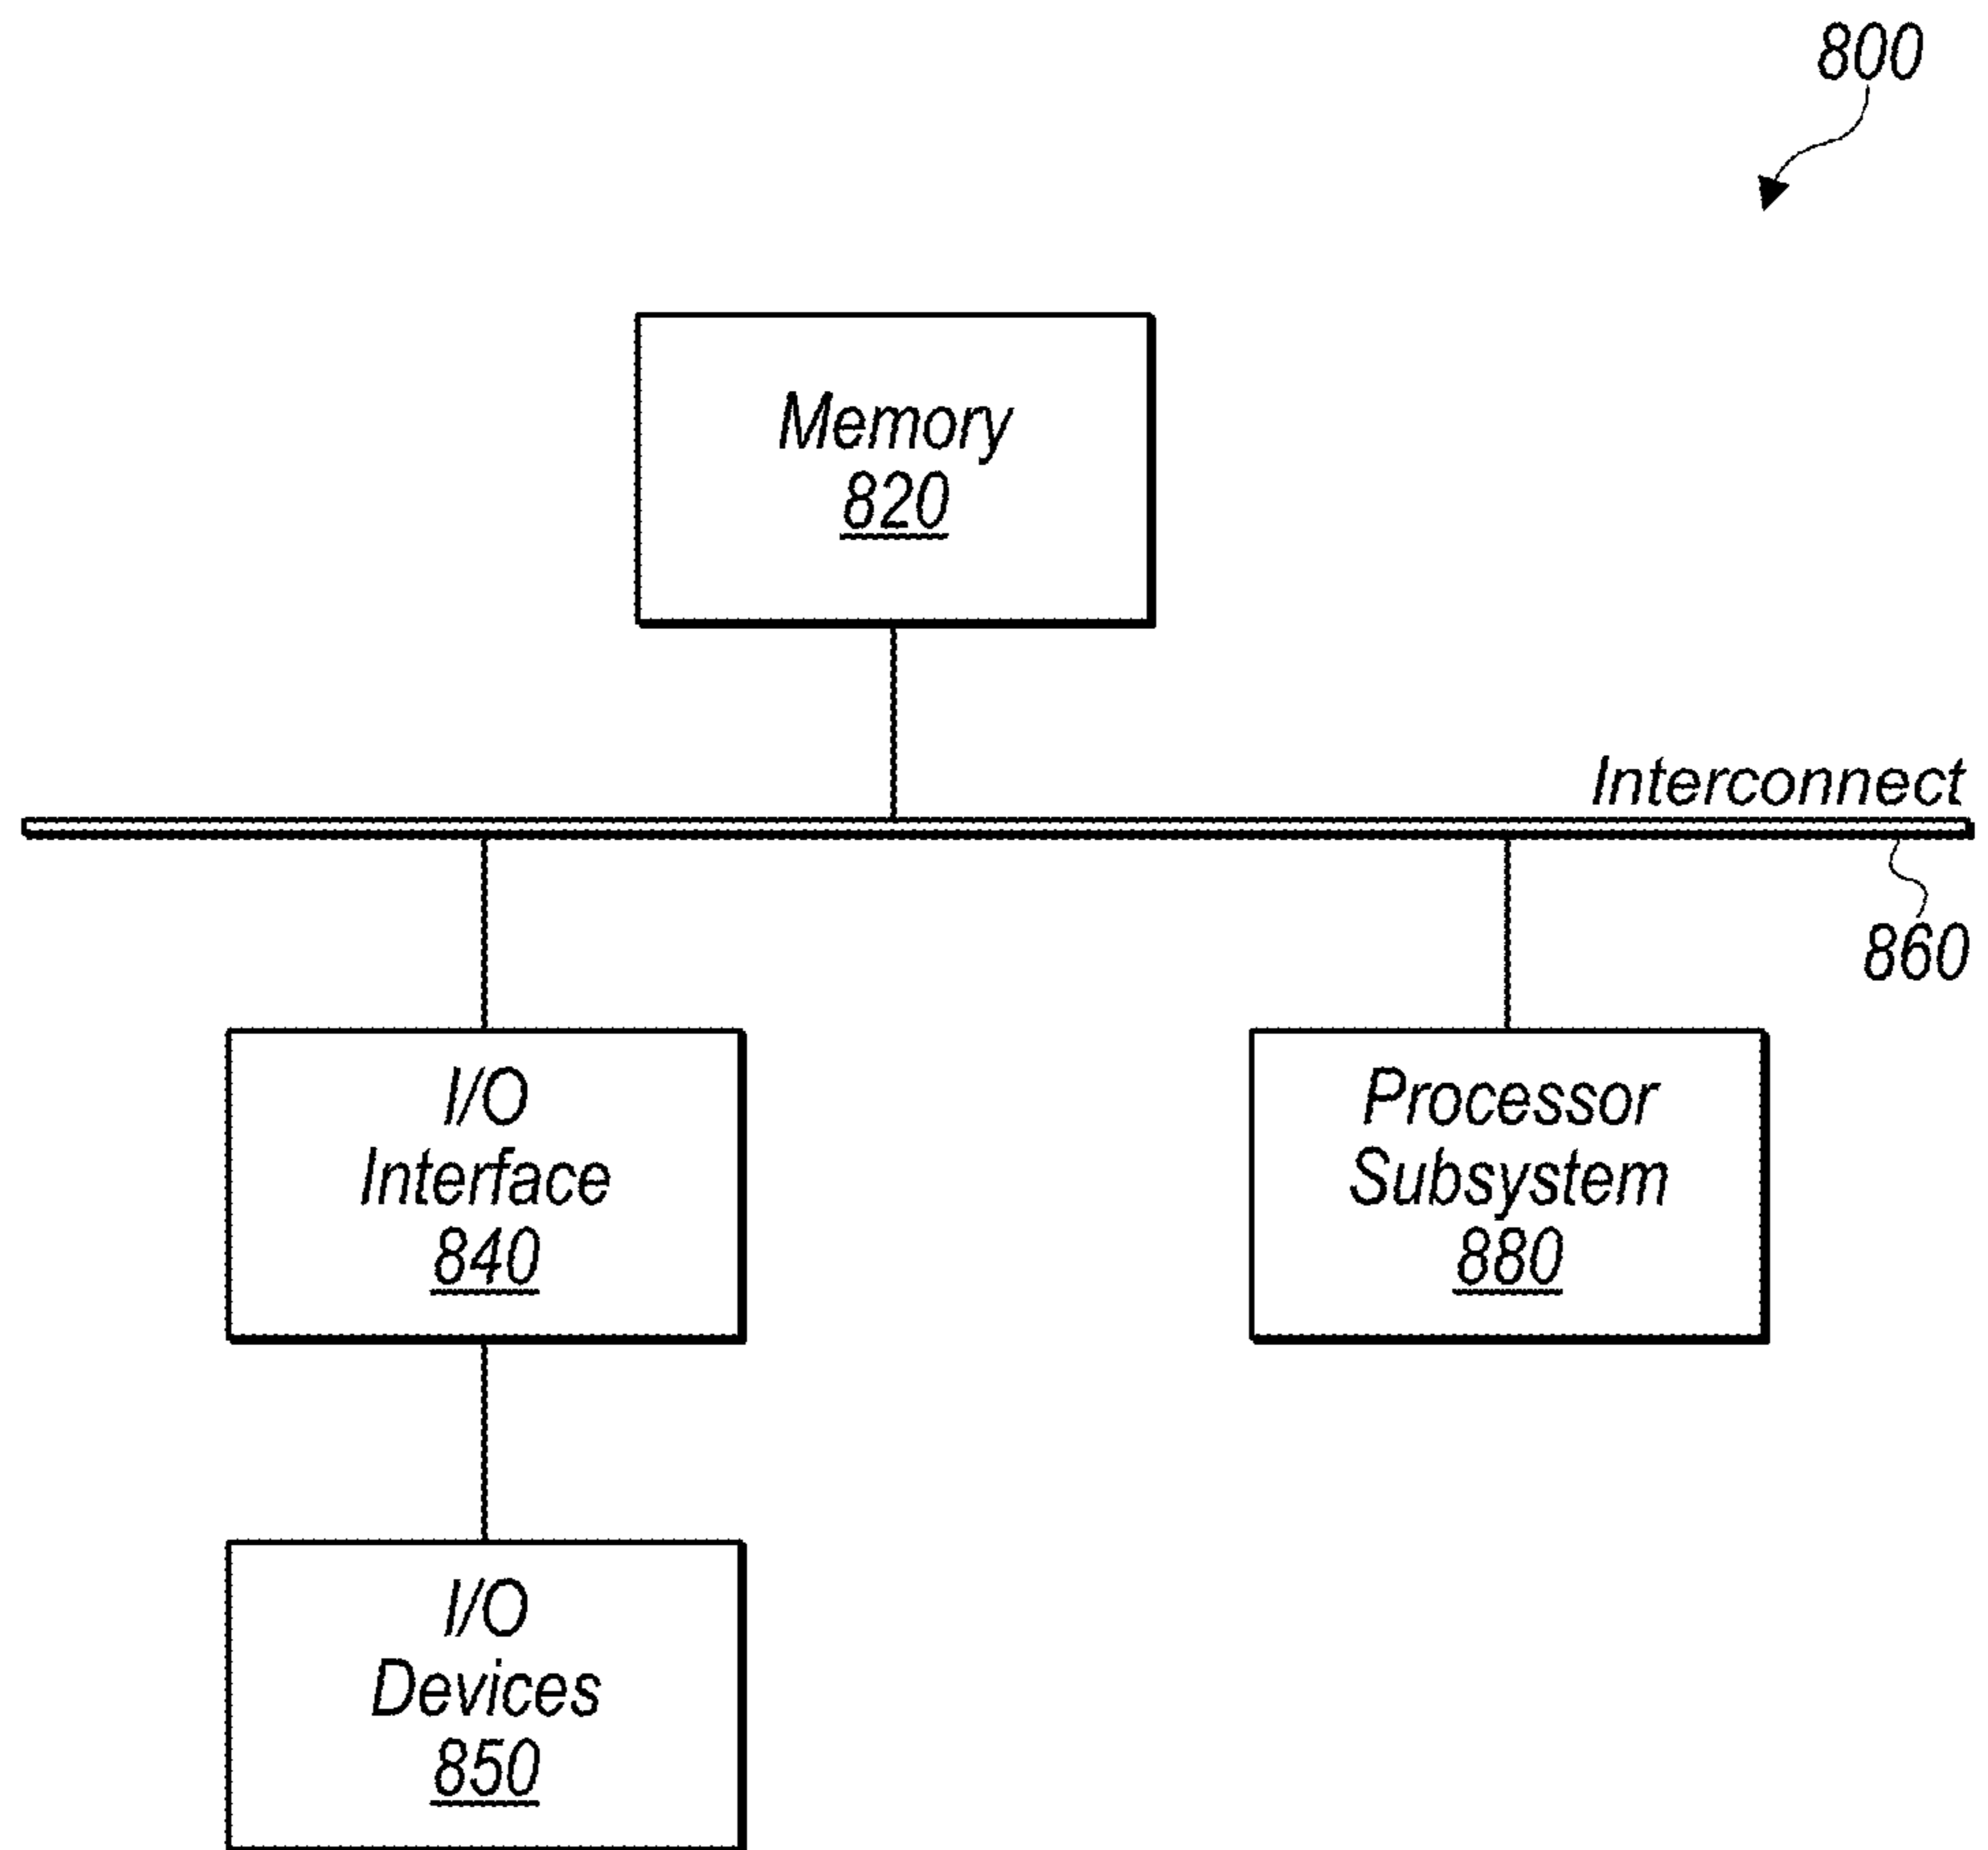 800
Memory
820
Interconnect
860
I/O
Interface
840
Processor
Subsystem
880
I/O
Devices
850